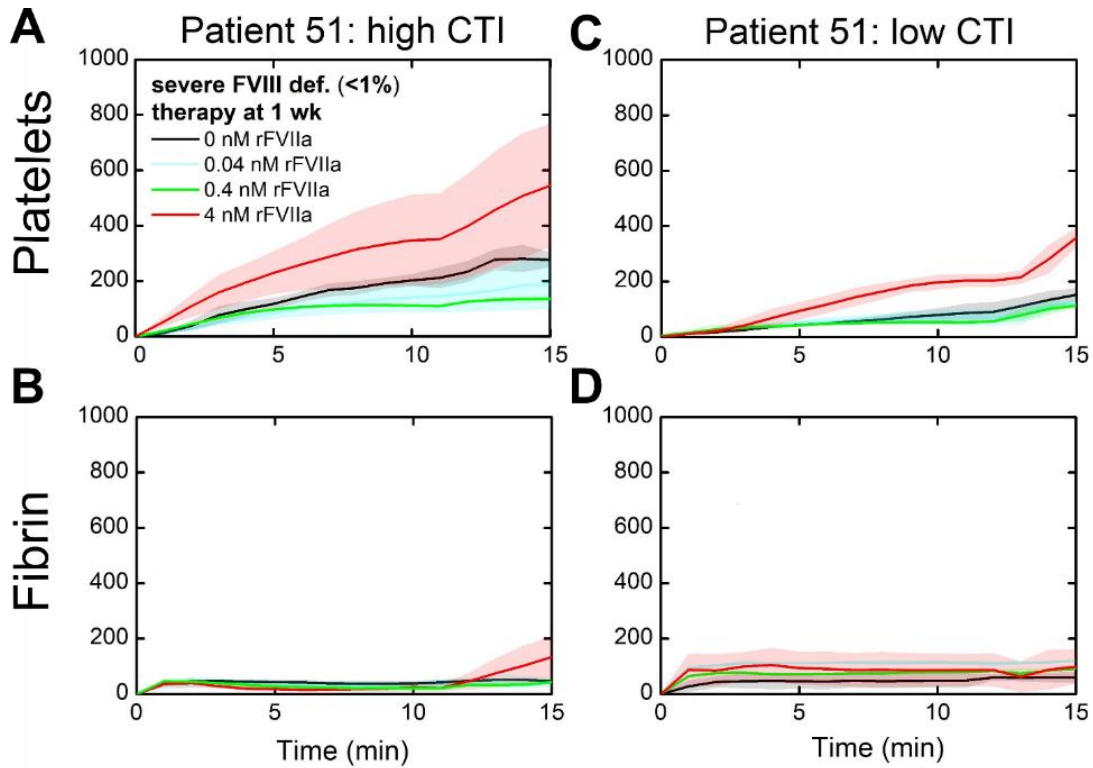 A
Patient 51: high CTI
Platelets
1000
800
600
400
200
0
severe FVIII def. (<1%)
therapy at 1 wk
0 nM rFVIIa
0.04 nM rFVIIa
0.4 nM rFVIIa
4 nM rFVIIa
0 5 10 15
C
Patient 51: low CTI
1000
800
600
400
200
0
0 5 10 15
B
Fibrin
1000
800
600
400
200
0
0 5 10 15
Time (min)
D
1000
800
600
400
200
0
0 5 10 15
Time (min)